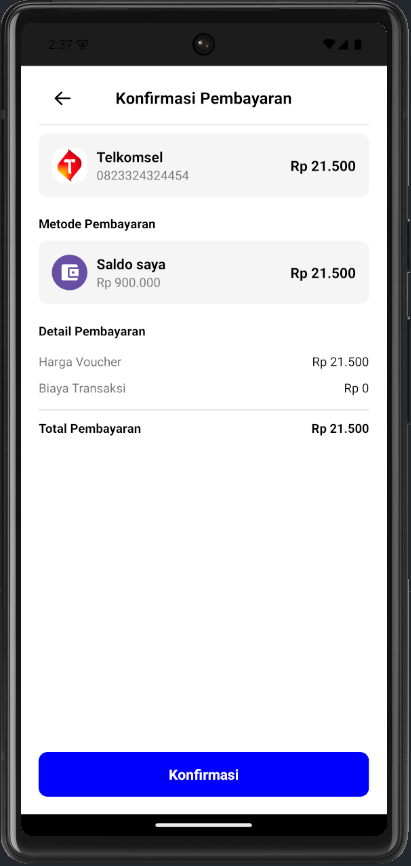 2:37
Konfirmasi Pembayaran
T
Telkomsel
0823324324454
Rp 21.500
Metode Pembayaran
Saldo saya
Rp 900.000
Rp 21.500
Detail Pembayaran
Harga Voucher Rp 21.500
Biaya Transaksi Rp 0
Total Pembayaran Rp 21.500
Konfirmasi